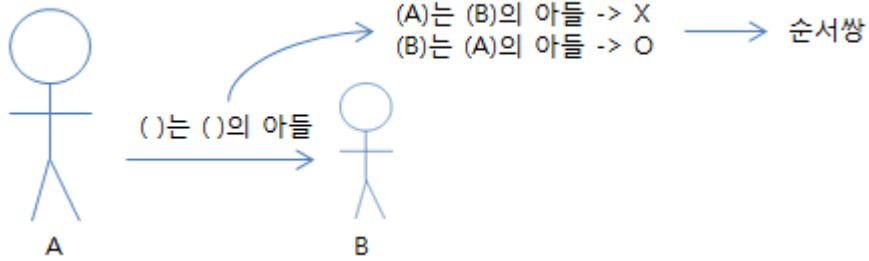 (A)는 (B)의 아들 -> X
(B)는 (A)의 아들 -> O
순서쌍
( )는 ( )의 아들
A
B